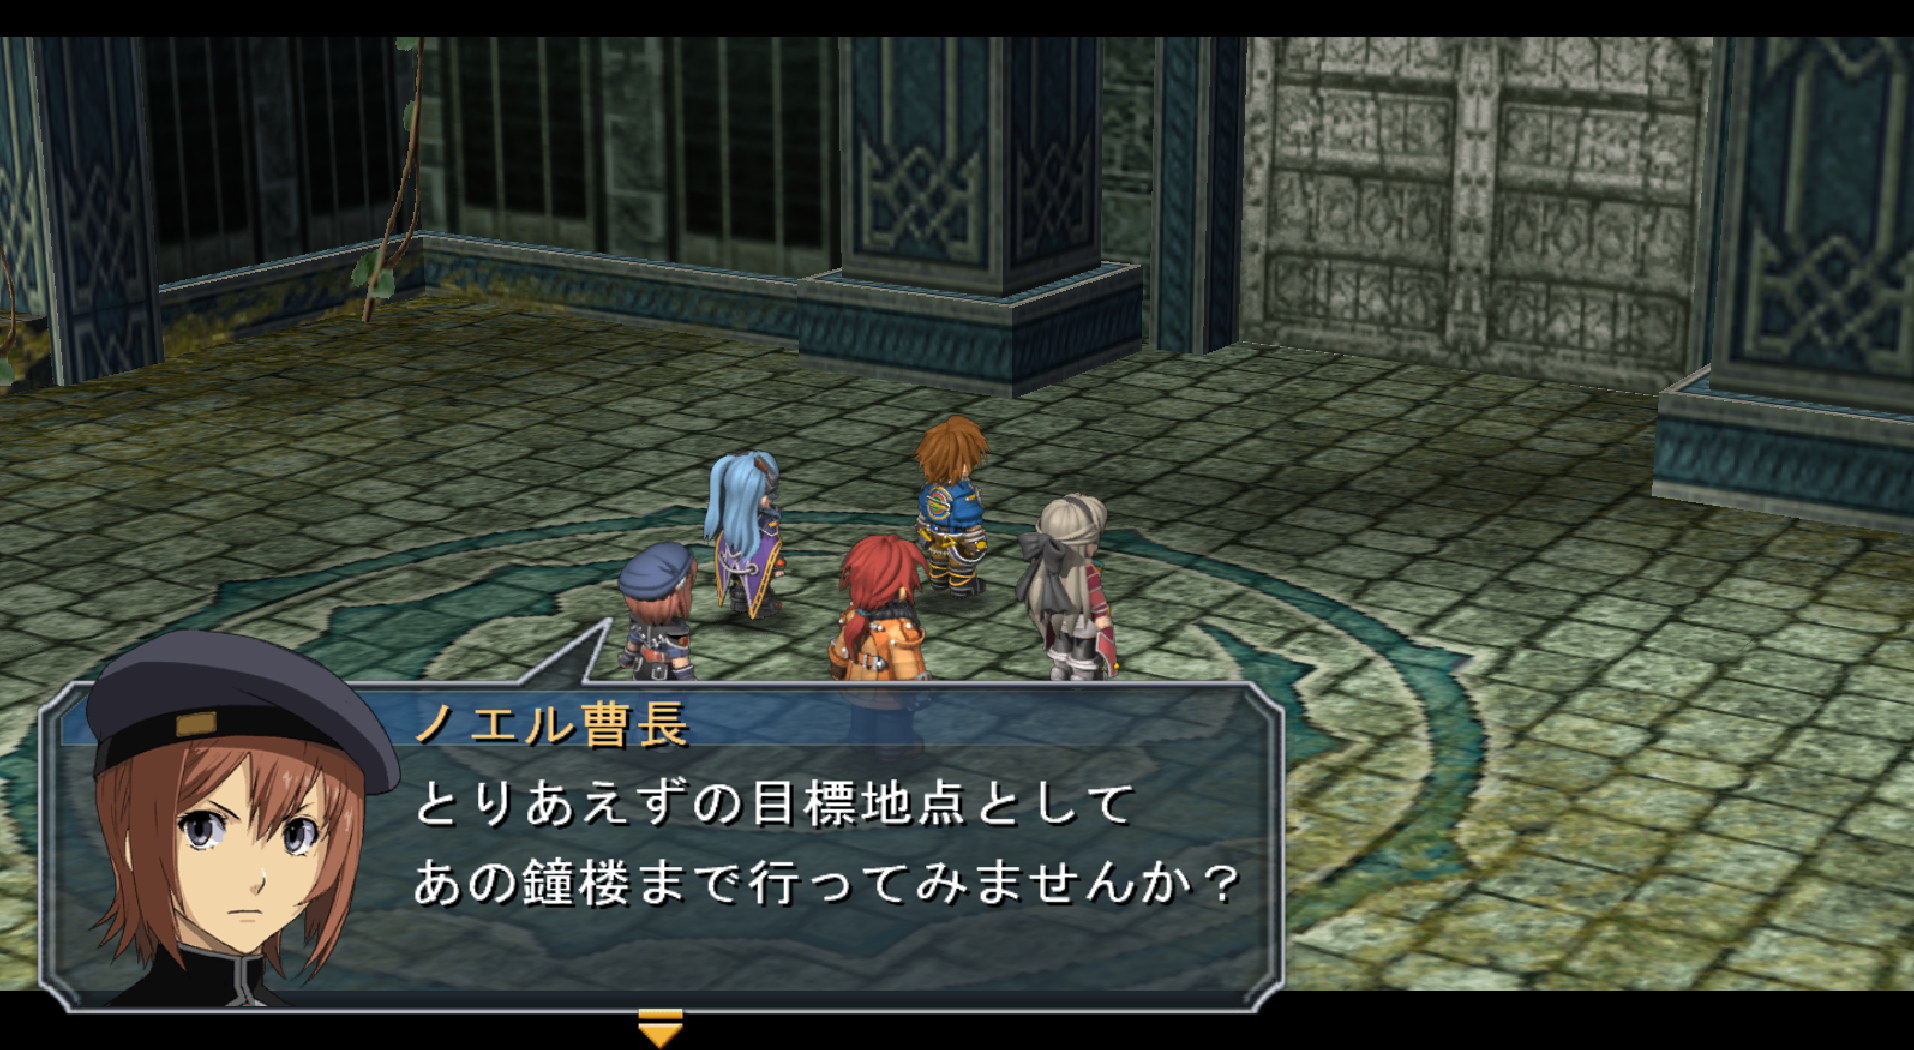 ノエル曹長
とりあえずの目標地点として
あの鐘楼まで行ってみませんか？